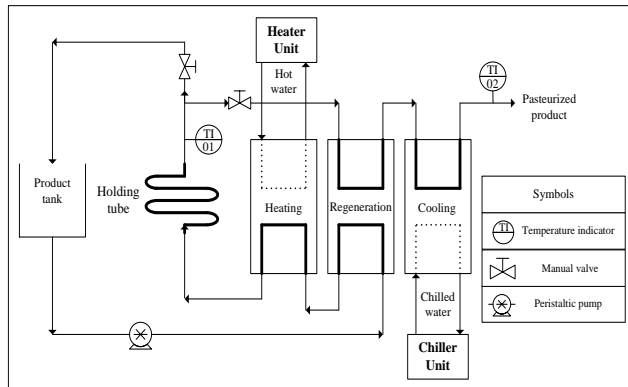 Heater
Unit
Hot
water
TI
02
Pasteurized
product
TI
01
Product
tank
Holding
tube
Heating
Regeneration
Cooling
Symbols
TI
Temperature indicator
Manual valve
Peristaltic pump
Chilled
water
Chiller
Unit